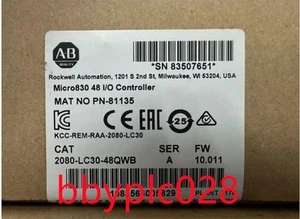 AB
*SN 83507651*
ALLEN-BRADLEY
Rockwell Automation, 1201 S 2nd St, Milwaukee, WI 53204, USA
Micro830 48 I/O Controller
MAT NO PN-81135
25
KCC-REM-RAA-2080-LC30
CAT SER FW
2080-LC30-48QWB A 10.011
bbyplc028